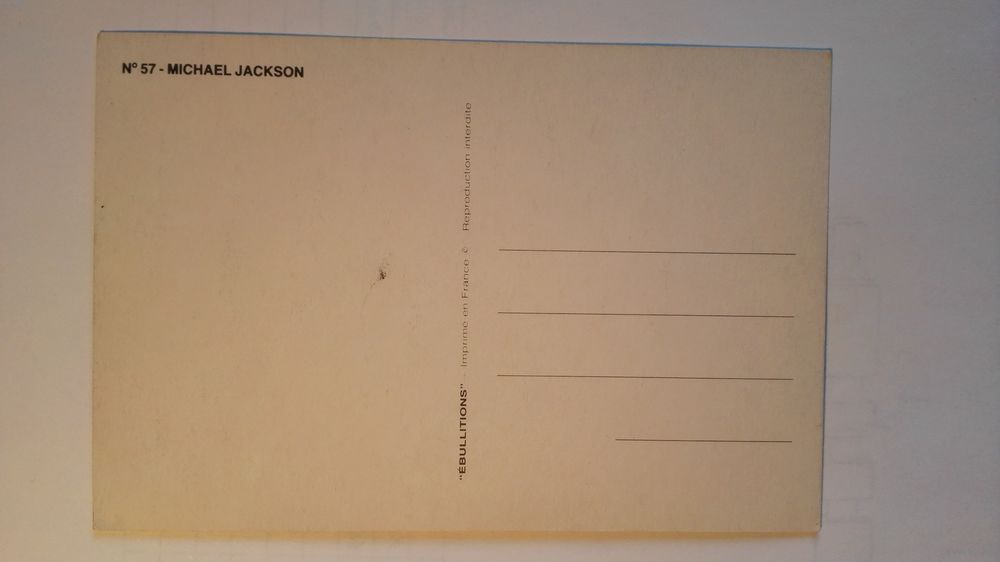 N° 57 - MICHAEL JACKSON
"ÉBULLITIONS" - Imprimé en France © Reproduction interdite